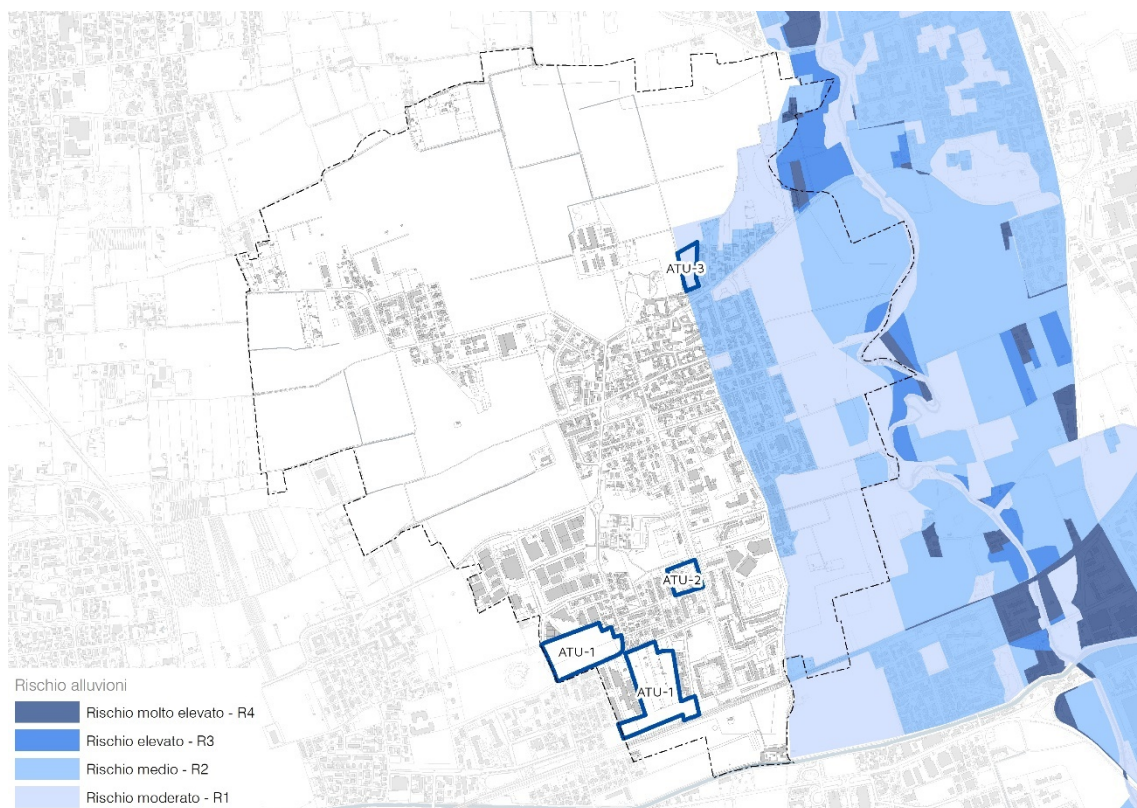 ATU-3
ATU-2
ATU-1
ATU-1
Rischio alluvioni
Rischio molto elevato - R4
Rischio elevato - R3
Rischio medio - R2
Rischio moderato - R1